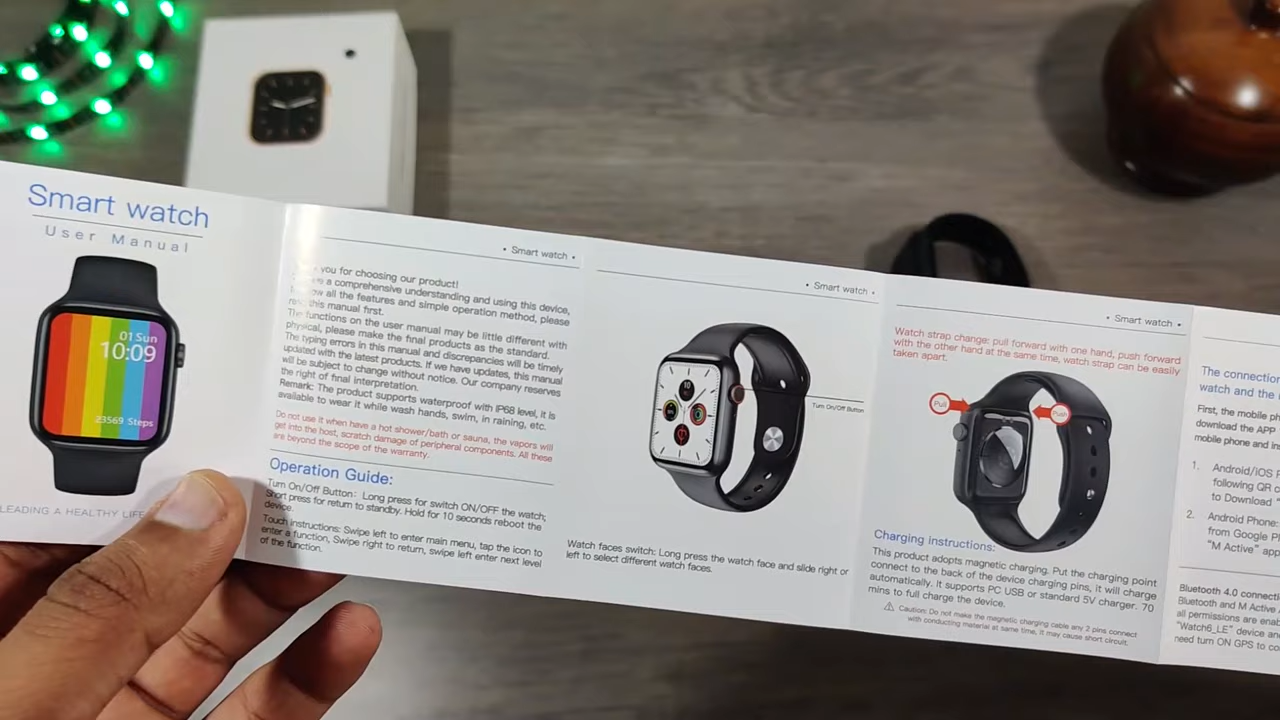 Smart watch
User Manual
01 Sun
10:09
23569 Steps
LEADING A HEALTHY LIFE
• Smart watch •
you for choosing our product!
a comprehensive understanding and using this device,
all the features and simple operation method, please
this manual first.
The functions on the user manual may be little different with
physical, please make the final products as the standard.
The typing errors in this manual and discrepancies will be timely
updated with the latest products. If we have updates, this manual
will be subject to change without notice. Our company reserves
the right of final interpretation.
Remark: The product supports waterproof with IP68 level, it is
available to wear it while wash hands, swim, in raining, etc.
Do not use it when have a hot shower/bath or sauna, the vapors will
get into the host, scratch damage of peripheral components. All these
are beyond the scope of the warranty.
Operation Guide:
Turn On/Off Button: Long press for switch ON/OFF the watch;
Short press for return to standby. Hold for 10 seconds reboot the
device.
Touch instructions: Swipe left to enter main menu, tap the icon to
enter a function, Swipe right to return, swipe left enter next level
of the function.
• Smart watch •
10
Turn On/Off Button
Watch faces switch: Long press the watch face and slide right or
left to select different watch faces.
• Smart watch •
Watch strap change: pull forward with one hand, push forward
with the other hand at the same time, watch strap can be easily
taken apart.
Pull
Push
Charging instructions:
This product adopts magnetic charging. Put the charging point
connect to the back of the device charging pins, it will charge
automatically. It supports PC USB or standard 5V charger. 70
mins to full charge the device.
Caution: Do not make the magnetic charging cable any 2 pins connect
with conducting material at same time, it may cause short circuit.
The connection
watch and the
First, the mobile ph
download the APP
mobile phone and ins
1. Android/iOS P
following QR c
to Download "
2. Android Phone:
from Google Pl
"M Active" app
Bluetooth 4.0 connecti
Bluetooth and M Active
all permissions are enab
"Watch6_LE" device an
need turn ON GPS to co